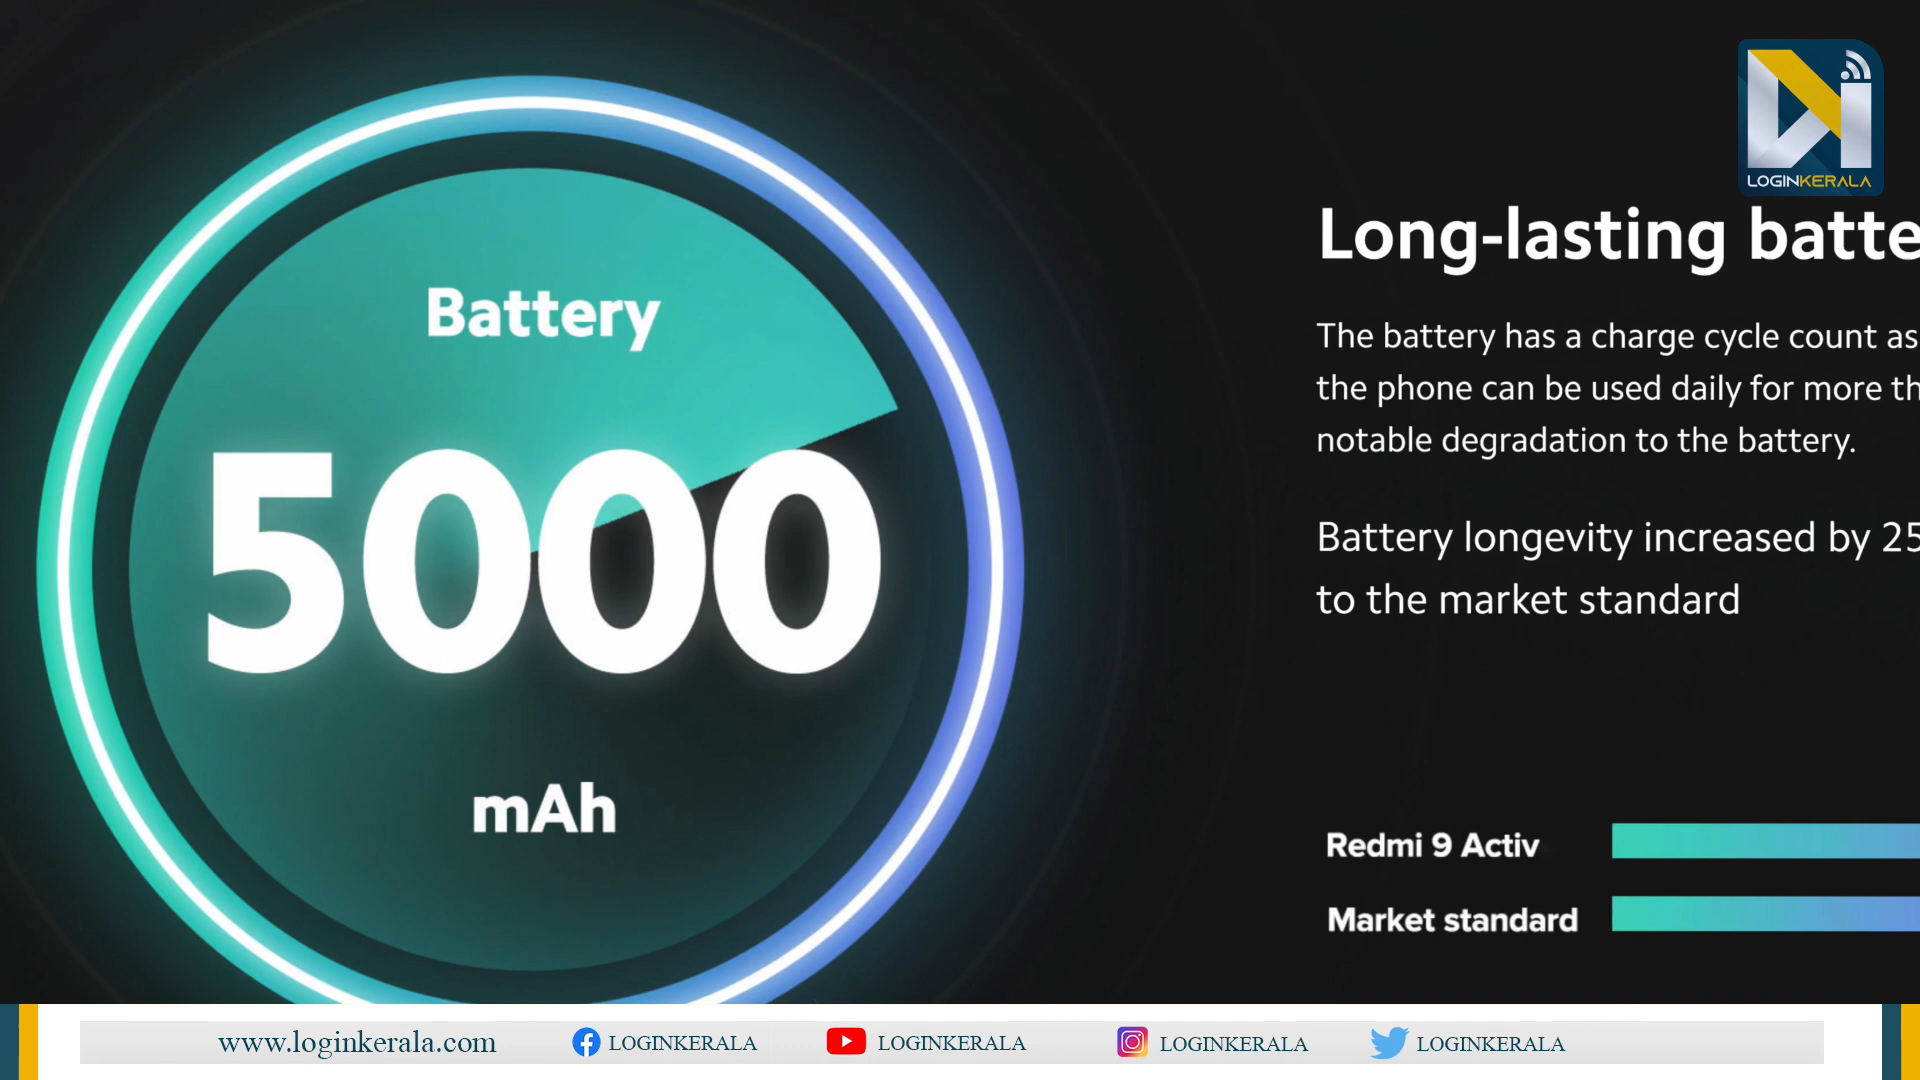 LOGINKERALA
Battery
5000
mAh
Long-lasting batte
The battery has a charge cycle count as
the phone can be used daily for more th
notable degradation to the battery.
Battery longevity increased by 25
to the market standard
Redmi 9 Activ
Market standard
www.loginkerala.com LOGINKERALA LOGINKERALA LOGINKERALA LOGINKERALA